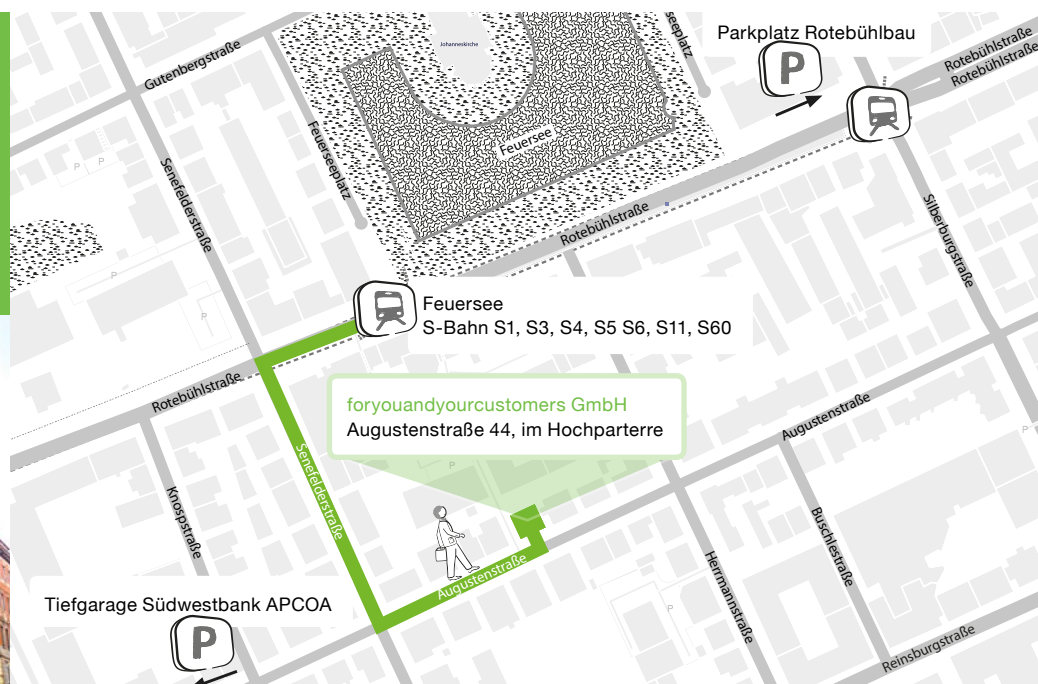 Parkplatz Rotebühlbau
P
Johanneskirche
Gutenbergstraße
Rotebühlstraße
Rotebühlstraße
Feuerseeplatz
seeplatz
Feuersee
P
P
Senefelderstraße
Rotebühlstraße
Silberburgstraße
P
P
Feuersee
S-Bahn S1, S3, S4, S5 S6, S11, S60
Rotebühlstraße
foryouandyourcustomers GmbH
Augustenstraße 44, im Hochparterre
Augustenstraße
P
P
Senefelderstraße
Knospstraße
Buschlestraße
Augustenstraße
Herrmannstraße
Tiefgarage Südwestbank APCOA
P
P
Reinsburgstraße